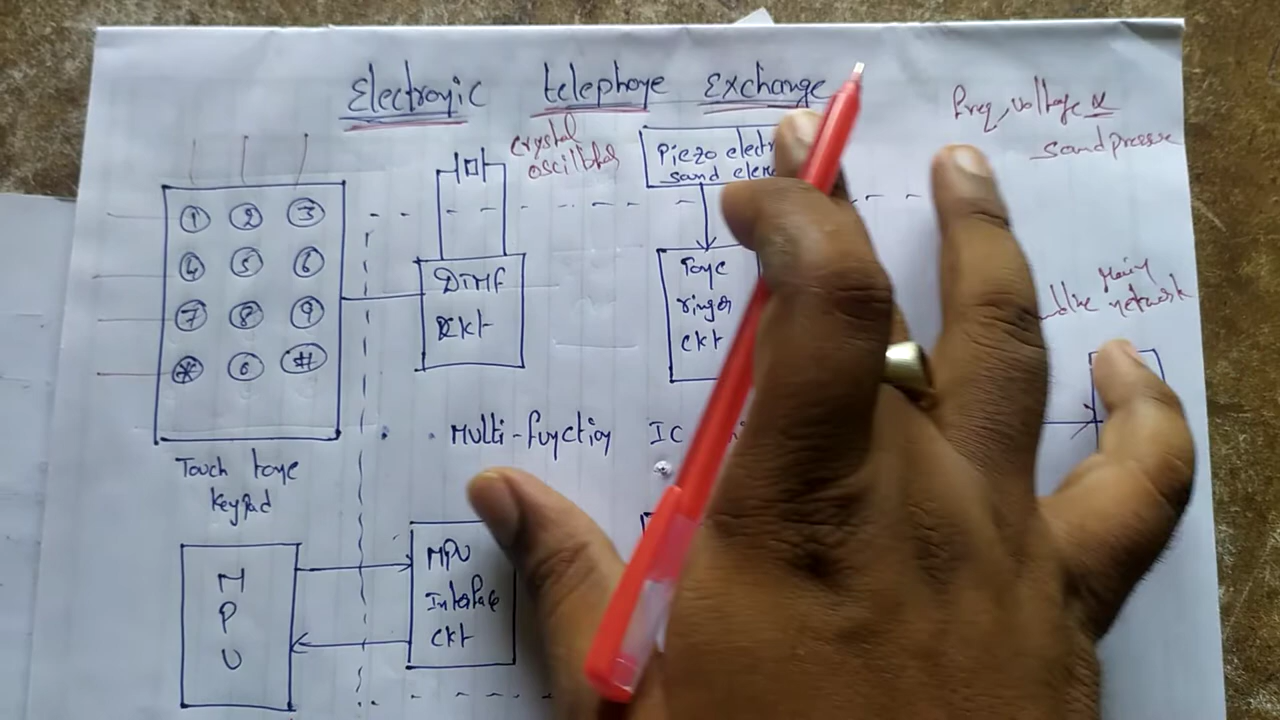 Electronic telephone Exchange
Freq, voltage &
sound pressure
crystal
oscillator
Piezo electr
sound elem
1 2 3
4 5 6
7 8 9
* 0 #
DTMF
Ckt
Tone
ringer
ckt
Main
network
Multi-function IC
Touch tone
keypad
M
P
U
MPU
Interface
ckt